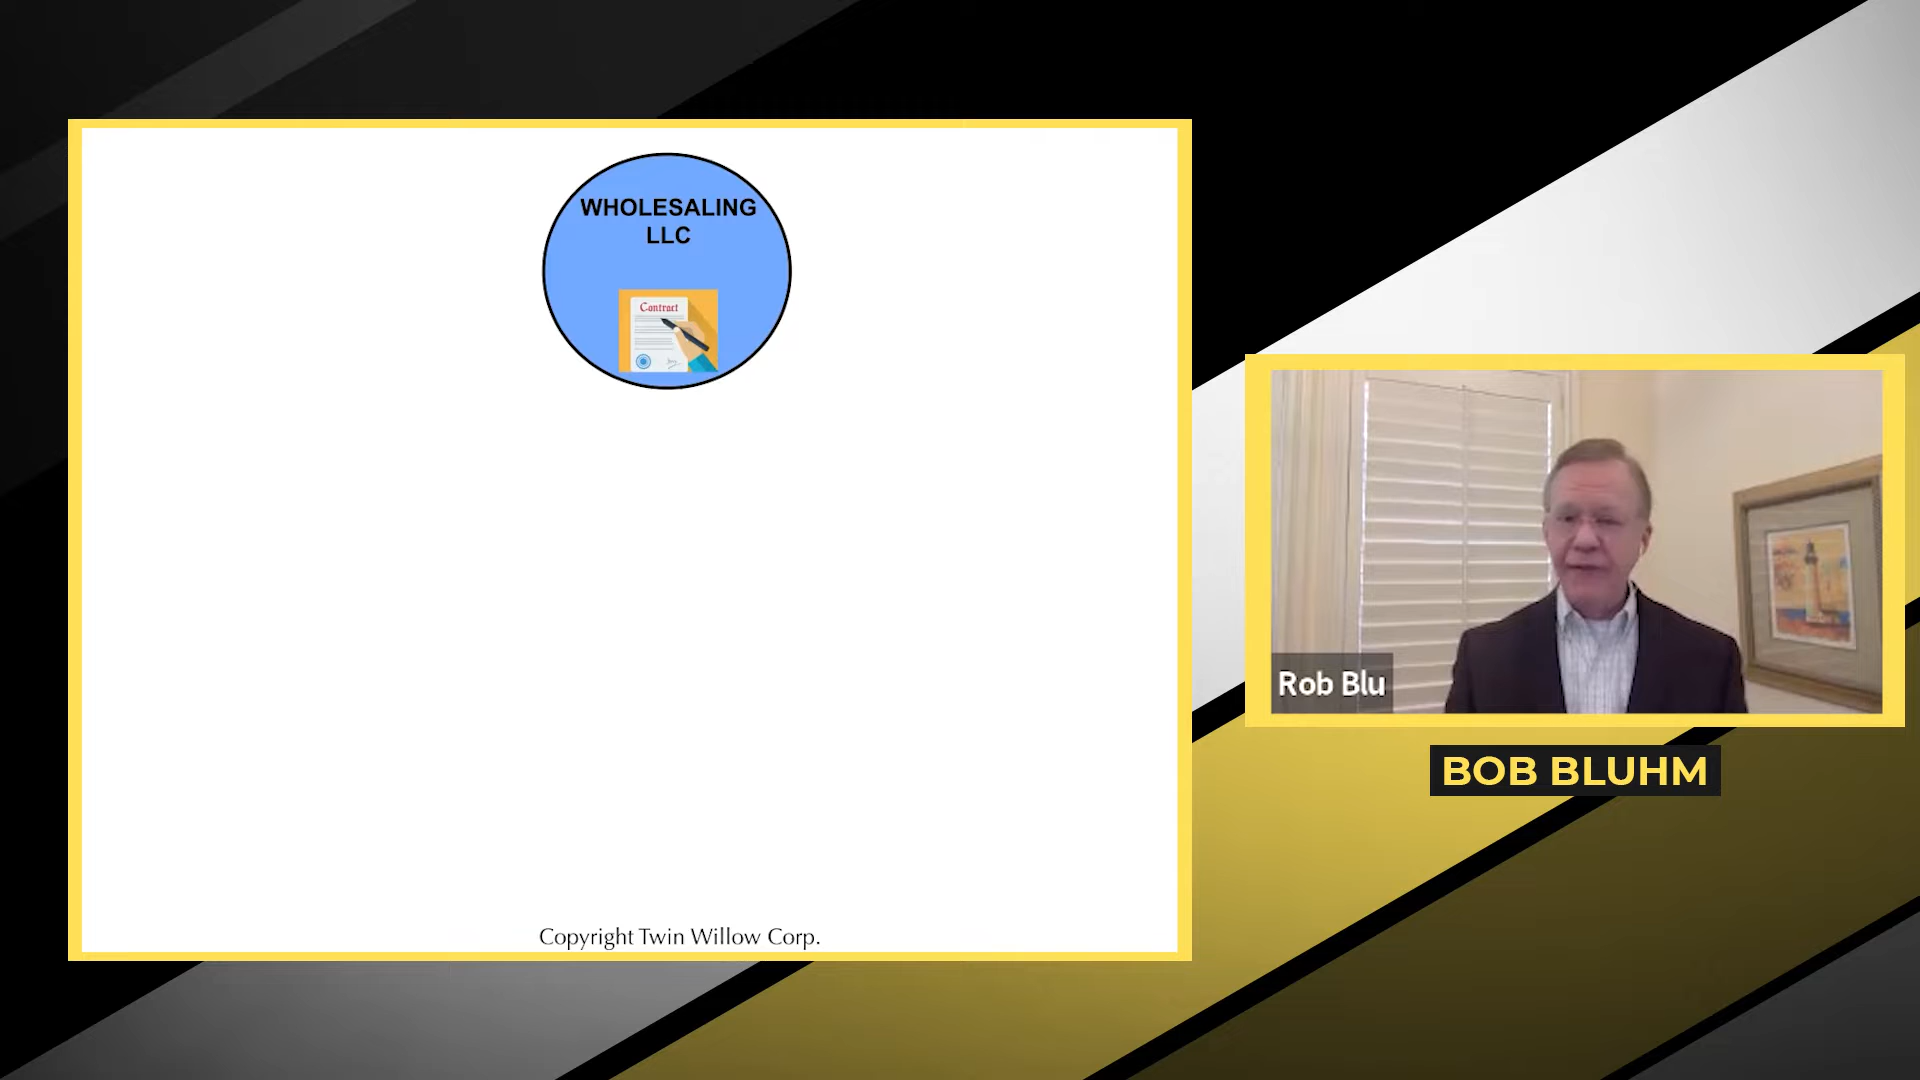 WHOLESALING
LLC
Contract
Copyright Twin Willow Corp.
Rob Blu
BOB BLUHM